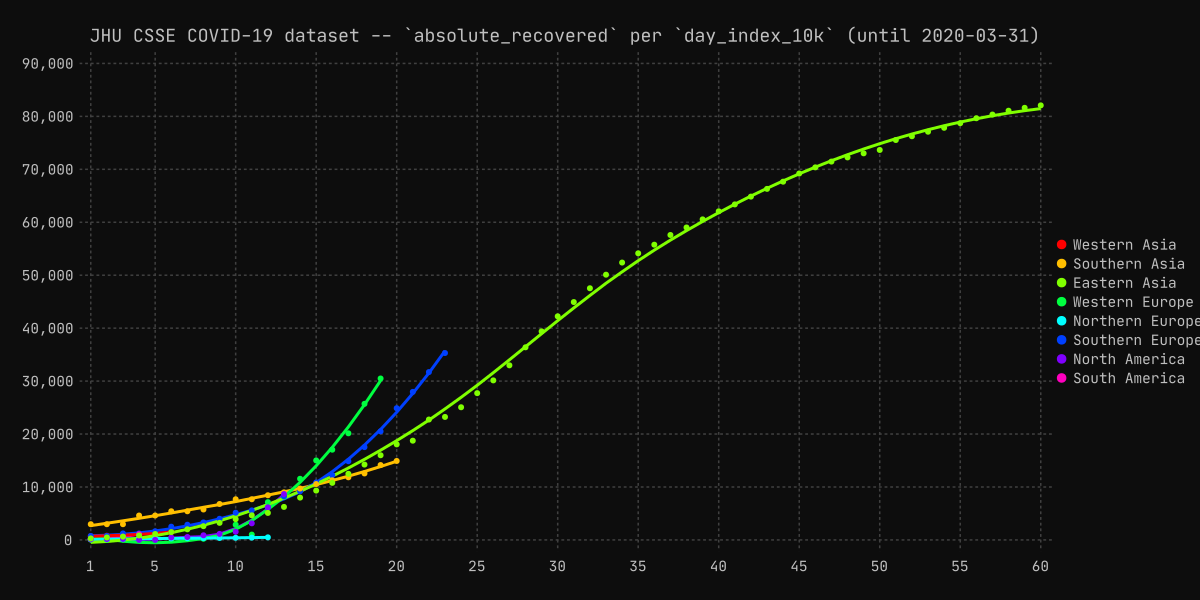 JHU CSSE COVID-19 dataset -- `absolute_recovered` per `day_index_10k` (until 2020-03-31)
90,000
80,000
70,000
60,000
50,000
40,000
30,000
20,000
10,000
0
1 5 10 15 20 25 30 35 40 45 50 55 60
Western Asia
Southern Asia
Eastern Asia
Western Europe
Northern Europe
Southern Europe
North America
South America